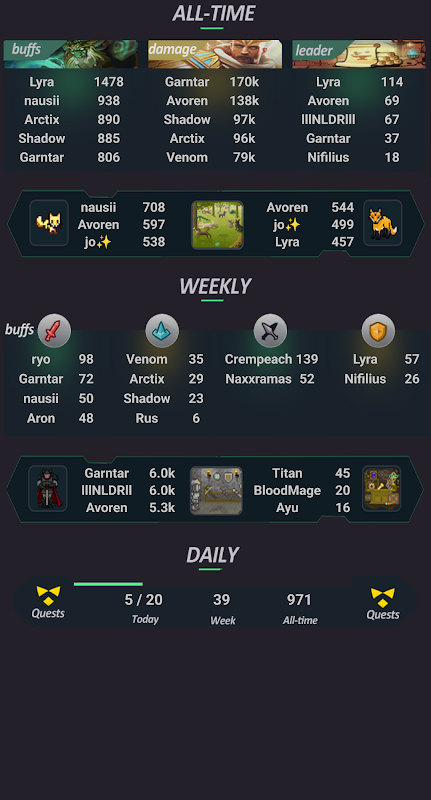 ALL-TIME
buffs damage leader
Lyra 1478 Garntar 170k Lyra 114
nausii 938 Avoren 138k Avoren 69
Arctix 890 Shadow 97k lllNLDRlll 67
Shadow 885 Arctix 96k Garntar 37
Garntar 806 Venom 79k Nifilius 18
nausii 708 Avoren 544
Avoren 597 jo✨ 499
jo✨ 538 Lyra 457
WEEKLY
buffs
ryo 98 Venom 35 Crempeach 139 Lyra 57
Garntar 72 Arctix 29 Naxxramas 52 Nifilius 26
nausii 50 Shadow 23
Aron 48 Rus 6
Garntar 6.0k Titan 45
lllNLDRlll 6.0k BloodMage 20
Avoren 5.3k Ayu 16
DAILY
Quests 5 / 20 39 971 Quests
Today Week All-time